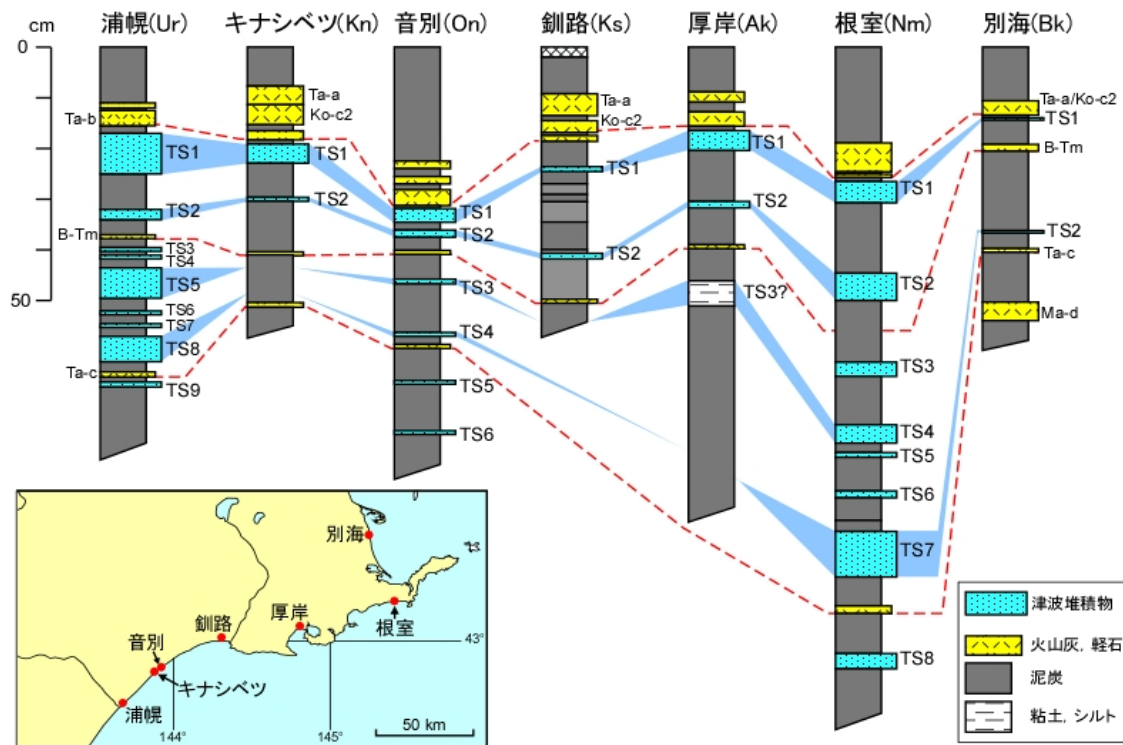 浦幌(Ur)
キナシベツ(Kn)
音別(On)
釧路(Ks)
厚岸(Ak)
根室(Nm)
別海(Bk)
0
cm
50
Ta-b
TS1
TS2
B-Tm
TS3
TS4
TS5
TS6
TS7
TS8
Ta-c
TS9
Ta-a
Ko-c2
TS1
TS2
TS1
TS2
TS3
TS4
TS5
TS6
Ta-a
Ko-c2
TS1
TS2
TS1
TS2
TS3?
TS1
TS2
TS3
TS4
TS5
TS6
TS7
TS8
Ta-a/Ko-c2
TS1
B-Tm
TS2
Ta-c
Ma-d
別海
厚岸
根室
釧路
43°
音別
キナシベツ
浦幌
144°
145°
50 km
津波堆積物
火山灰, 軽石
泥炭
粘土, シルト